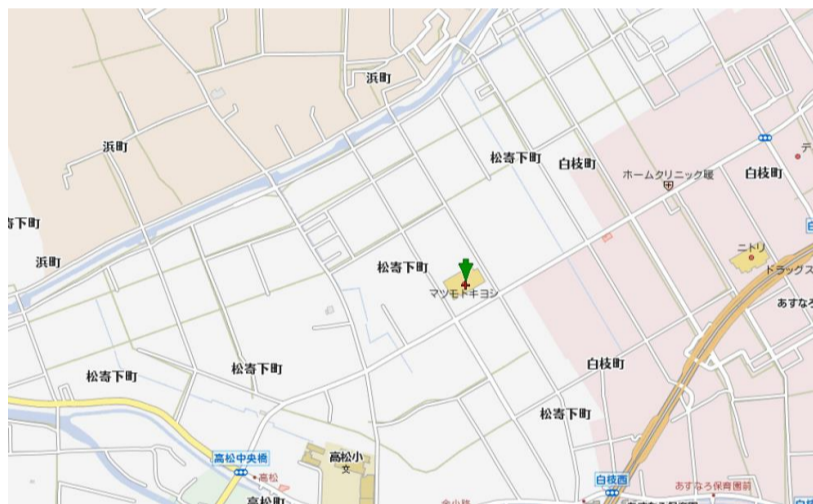 浜町
浜町
松寄下町
白枝町
デ
ホームクリニック暖
白枝町
寄下町
浜町
松寄下町
マツモトキヨシ
ニトリ
ドラッグス
あすなろ
白枝町
松寄下町
松寄下町
松寄下町
高松中央橋
高松小
文
高松
白枝西
あすなろ保育園前
高松町